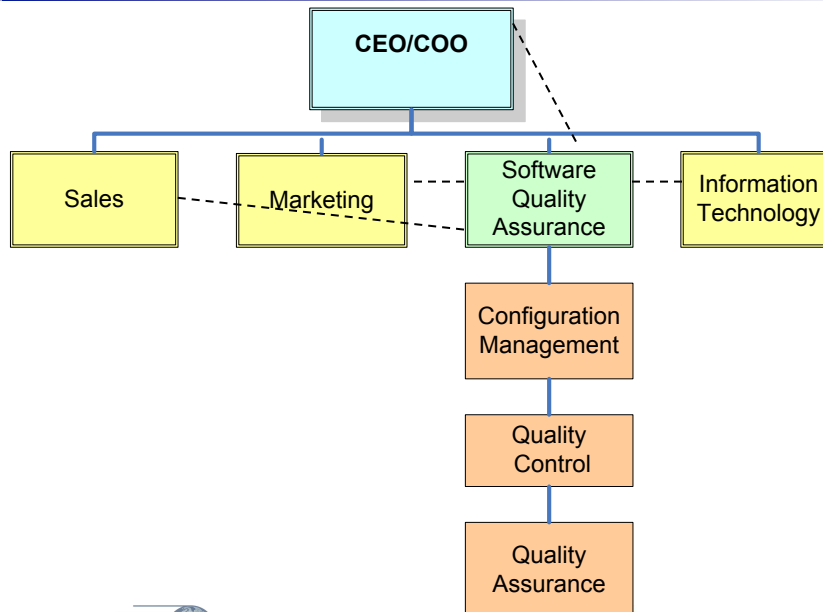 CEO/COO
Sales
Marketing
Software
Quality
Assurance
Information
Technology
Configuration
Management
Quality
Control
Quality
Assurance